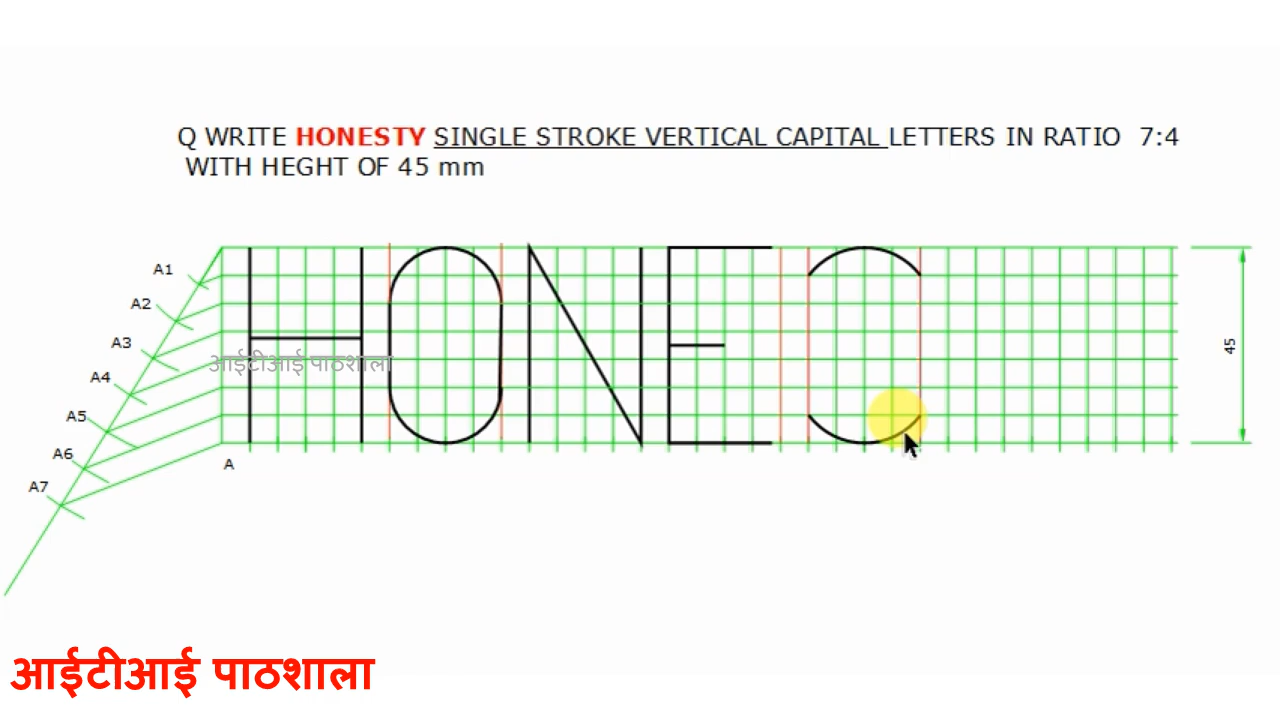 Q WRITE HONESTY SINGLE STROKE VERTICAL CAPITAL LETTERS IN RATIO 7:4
WITH HEGHT OF 45 mm
A1
A2
A3
A4
A5
A6
A7
A
HONE
45
आईटीआई पाठशाला
आईटीआई पाठशाला